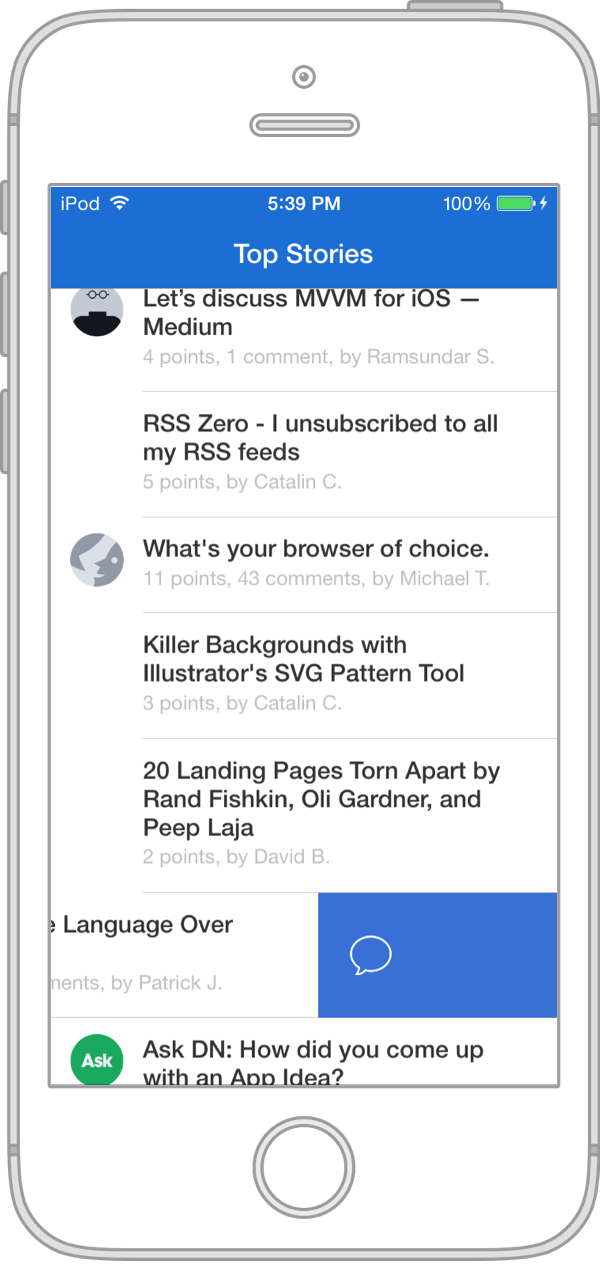 iPod 5:39 PM 100%
Top Stories
Let’s discuss MVVM for iOS —
Medium
4 points, 1 comment, by Ramsundar S.
RSS Zero - I unsubscribed to all
my RSS feeds
5 points, by Catalin C.
What's your browser of choice.
11 points, 43 comments, by Michael T.
Killer Backgrounds with
Illustrator's SVG Pattern Tool
3 points, by Catalin C.
20 Landing Pages Torn Apart by
Rand Fishkin, Oli Gardner, and
Peep Laja
2 points, by David B.
e Language Over
ments, by Patrick J.
Ask
Ask DN: How did you come up
with an App Idea?